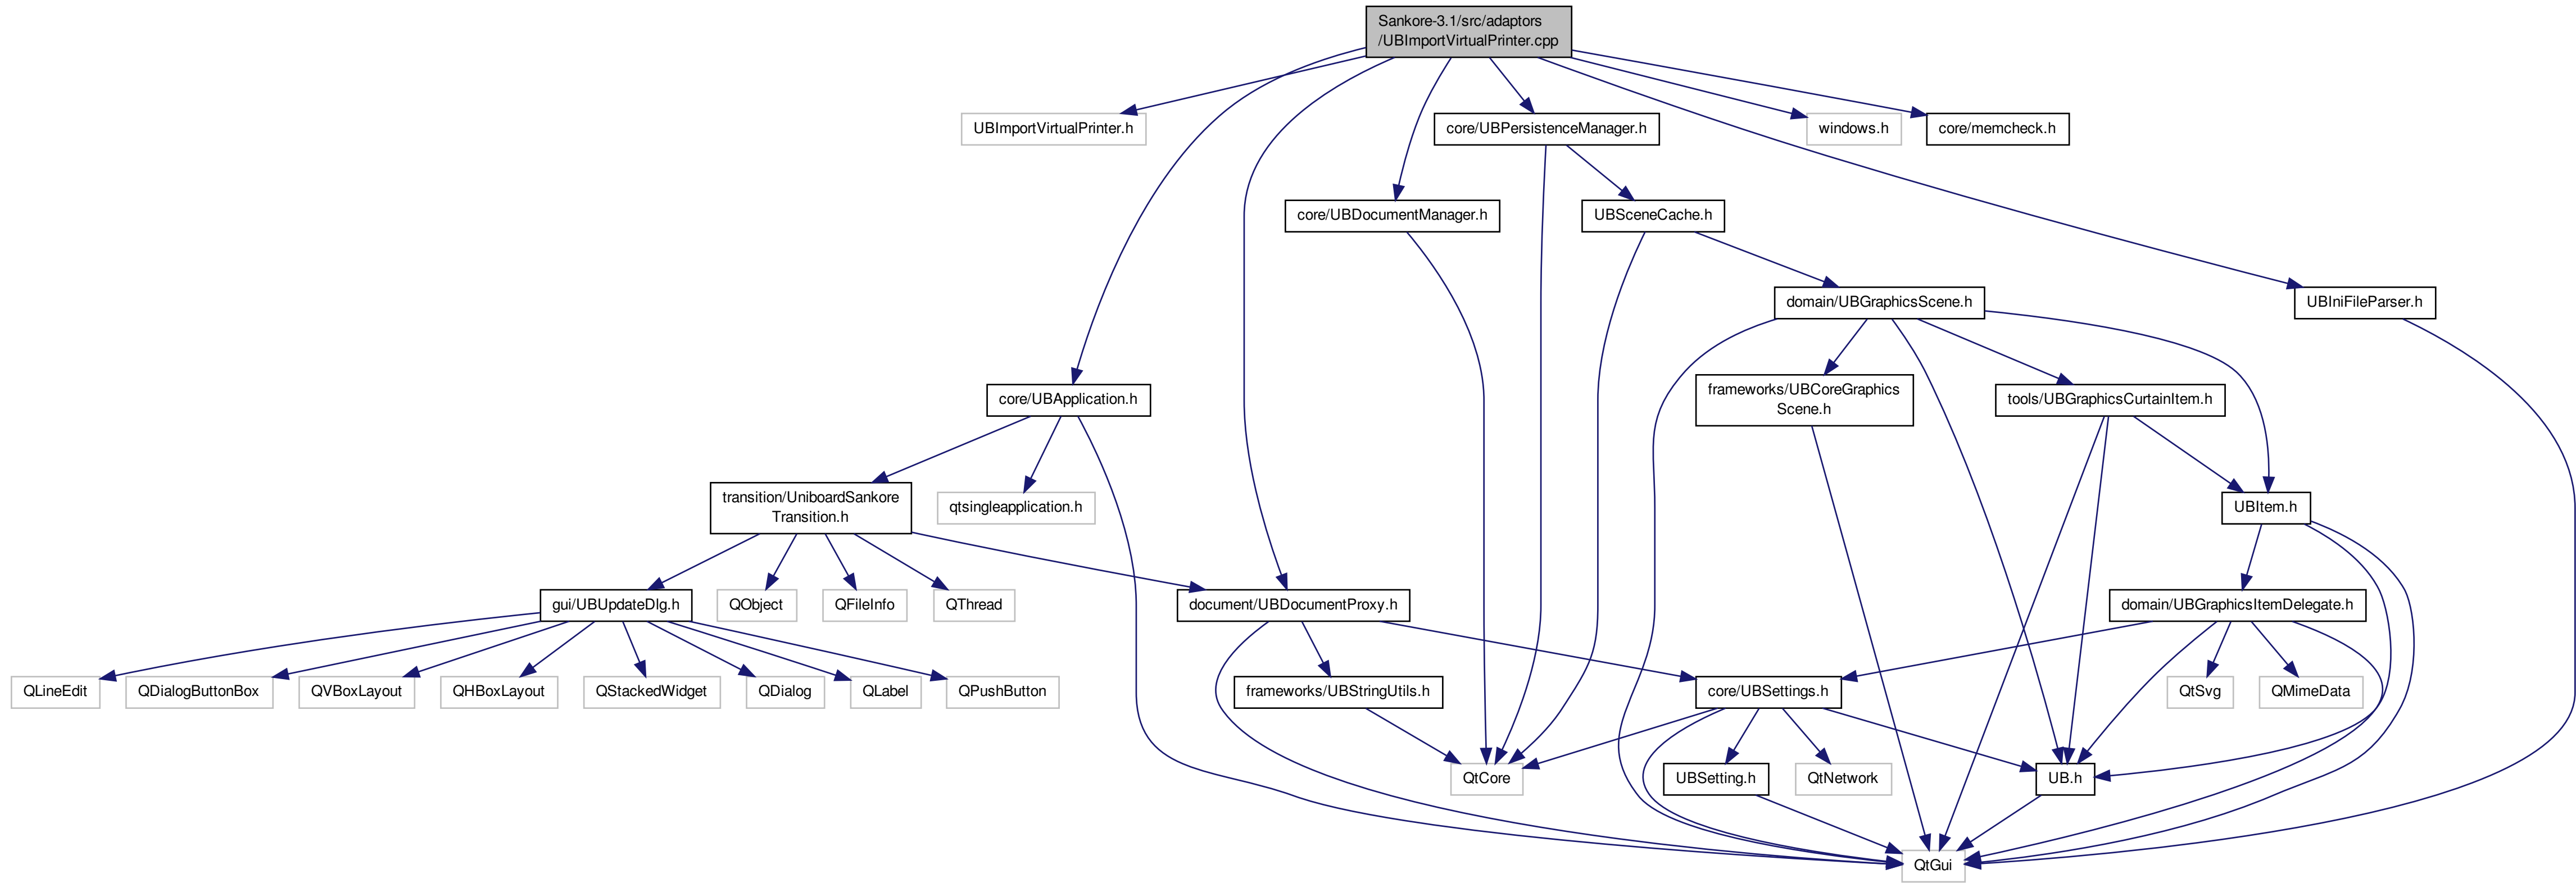 Sankore-3.1/src/adaptors
/UBImportVirtualPrinter.cpp
UBImportVirtualPrinter.h
core/UBPersistenceManager.h
windows.h
core/memcheck.h
core/UBDocumentManager.h
UBSceneCache.h
domain/UBGraphicsScene.h
UBIniFileParser.h
core/UBApplication.h
frameworks/UBCoreGraphics
Scene.h
tools/UBGraphicsCurtainItem.h
transition/UniboardSankore
Transition.h
qtsingleapplication.h
UBItem.h
gui/UBUpdateDlg.h
QObject
QFileInfo
QThread
document/UBDocumentProxy.h
domain/UBGraphicsItemDelegate.h
QLineEdit
QDialogButtonBox
QVBoxLayout
QHBoxLayout
QStackedWidget
QDialog
QLabel
QPushButton
frameworks/UBStringUtils.h
core/UBSettings.h
QtSvg
QMimeData
QtCore
UBSetting.h
QtNetwork
UB.h
QtGui